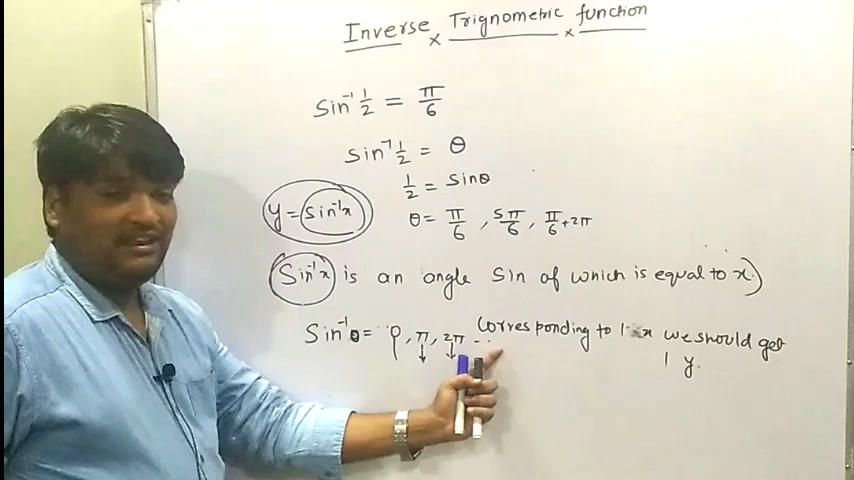 Inverse Trignometric function
Sin⁻¹ 1/2 = π/6
Sin⁻¹ 1/2 = θ
1/2 = Sinθ
y = Sin⁻¹x
θ = π/6 , 5π/6 , π/6 + 2π
Sin⁻¹x is an angle Sin of which is equal to x)
Sin⁻¹0 = 0, π, 2π ... Corresponding to 1 x we should get
1 y.